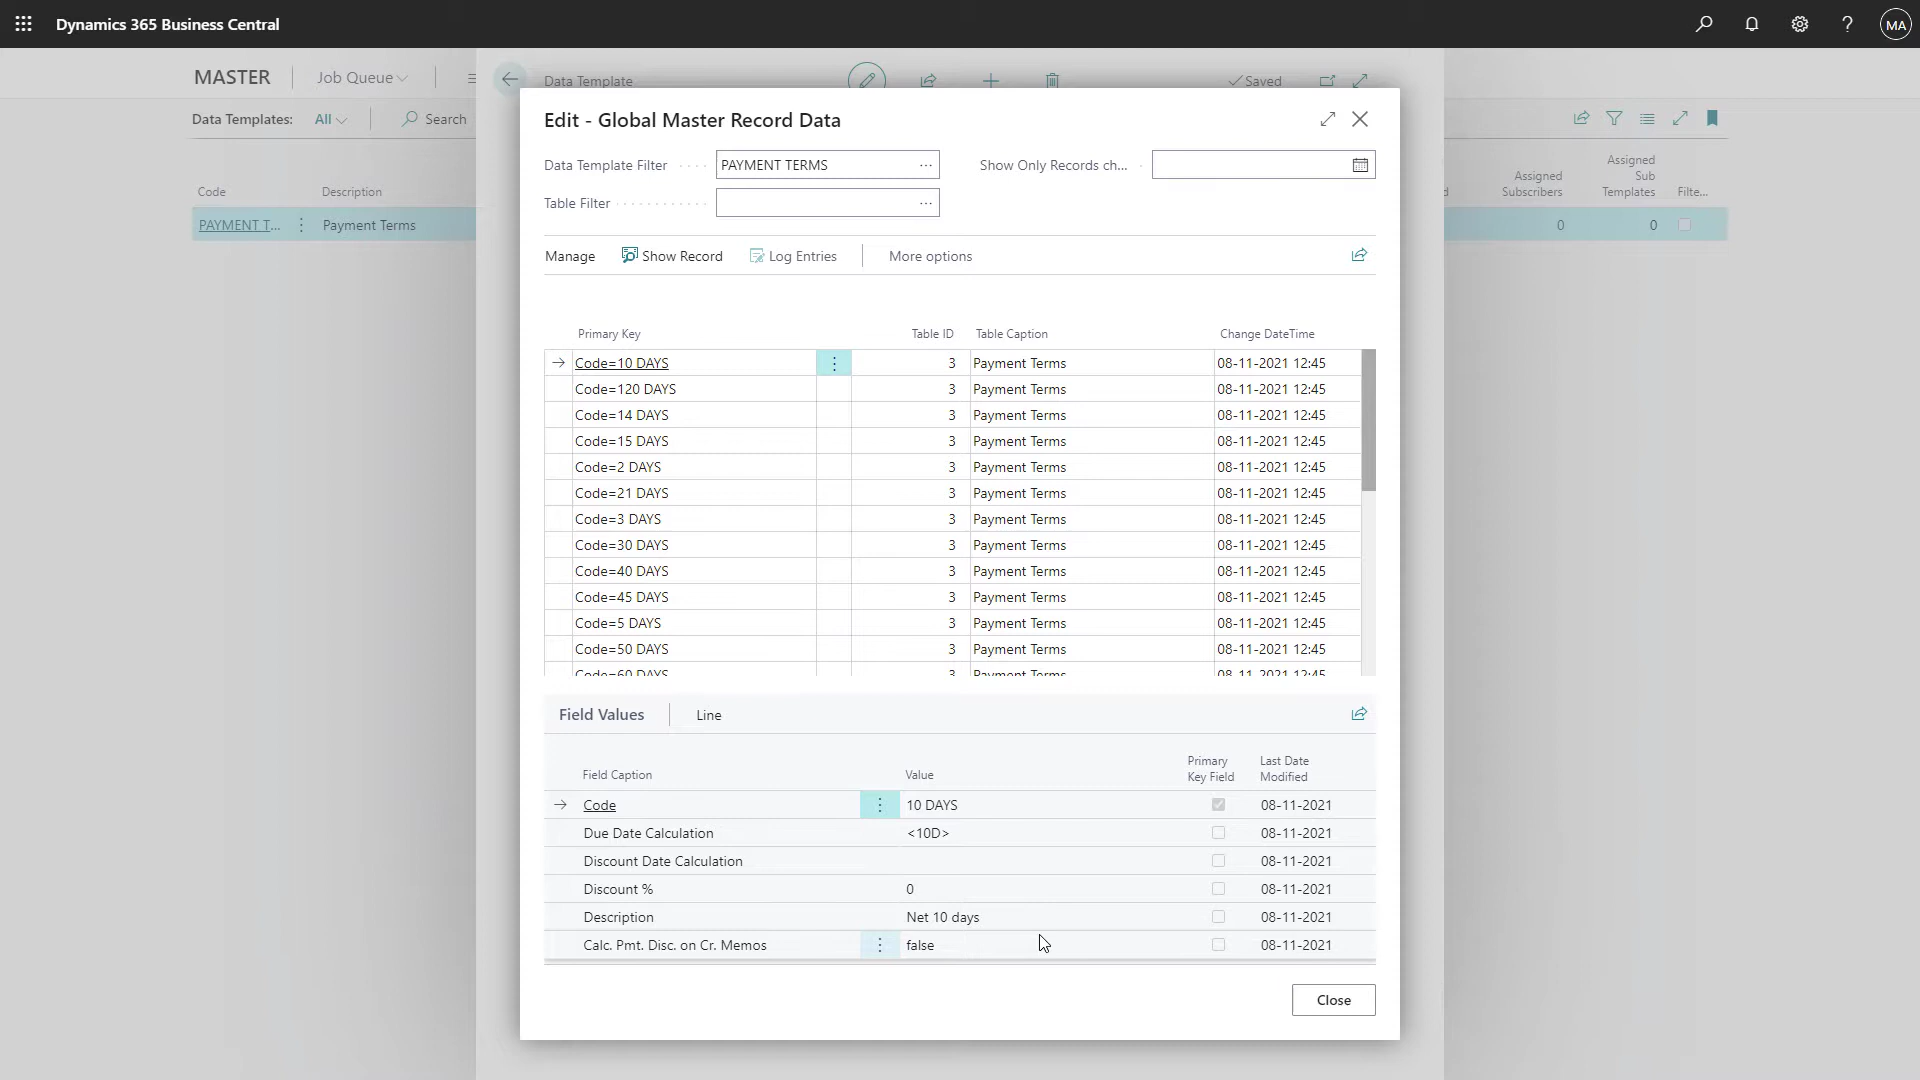 Dynamics 365 Business Central
MA
MASTER
Job Queue
Data Template
Saved
Data Templates:
All
Search
Edit - Global Master Record Data
Data Template Filter
PAYMENT TERMS
Show Only Records ch...
Table Filter
Manage
Show Record
Log Entries
More options
Code
Description
Assigned
Subscribers
Assigned
Sub
Templates
Filte...
PAYMENT T...
Payment Terms
0
0
Primary Key
Table ID
Table Caption
Change DateTime
Code=10 DAYS 3 Payment Terms 08-11-2021 12:45
Code=120 DAYS 3 Payment Terms 08-11-2021 12:45
Code=14 DAYS 3 Payment Terms 08-11-2021 12:45
Code=15 DAYS 3 Payment Terms 08-11-2021 12:45
Code=2 DAYS 3 Payment Terms 08-11-2021 12:45
Code=21 DAYS 3 Payment Terms 08-11-2021 12:45
Code=3 DAYS 3 Payment Terms 08-11-2021 12:45
Code=30 DAYS 3 Payment Terms 08-11-2021 12:45
Code=40 DAYS 3 Payment Terms 08-11-2021 12:45
Code=45 DAYS 3 Payment Terms 08-11-2021 12:45
Code=5 DAYS 3 Payment Terms 08-11-2021 12:45
Code=50 DAYS 3 Payment Terms 08-11-2021 12:45
Code=60 DAYS 3 Payment Terms 08-11-2021 12:45
Field Values
Line
Field Caption
Value
Primary
Key Field
Last Date
Modified
Code 10 DAYS 08-11-2021
Due Date Calculation <10D> 08-11-2021
Discount Date Calculation 08-11-2021
Discount % 0 08-11-2021
Description Net 10 days 08-11-2021
Calc. Pmt. Disc. on Cr. Memos false 08-11-2021
Close